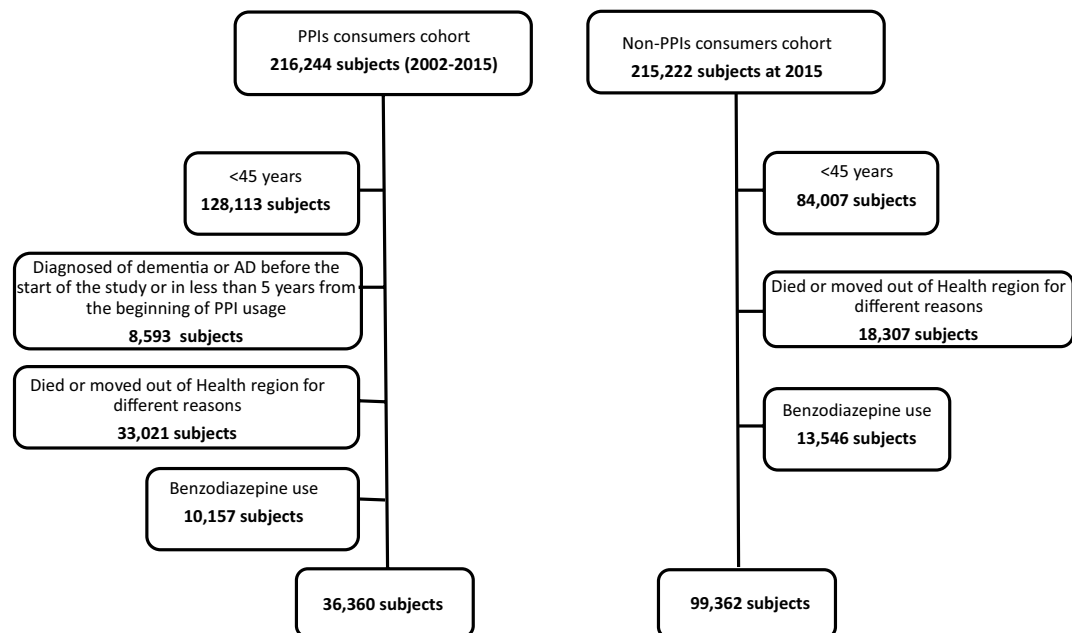 PPIs consumers cohort
216,244 subjects (2002-2015)
<45 years
128,113 subjects
Diagnosed of dementia or AD before the
start of the study or in less than 5 years from
the beginning of PPI usage
8,593 subjects
Died or moved out of Health region for
different reasons
33,021 subjects
Benzodiazepine use
10,157 subjects
36,360 subjects
Non-PPIs consumers cohort
215,222 subjects at 2015
<45 years
84,007 subjects
Died or moved out of Health region for
different reasons
18,307 subjects
Benzodiazepine use
13,546 subjects
99,362 subjects